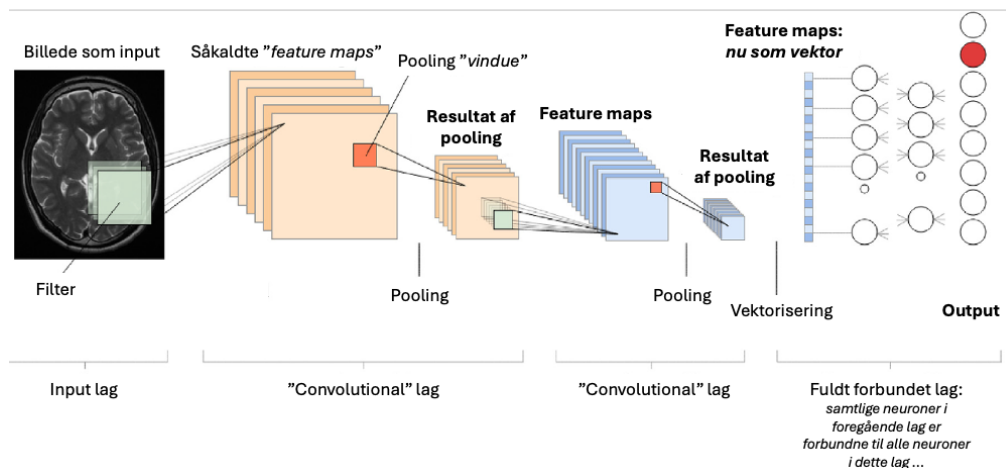 Billede som input
Såkaldte ”feature maps”
Pooling ”vindue”
Resultat af
pooling
Feature maps
Resultat
af pooling
Feature maps:
nu som vektor
Filter
Pooling
Pooling
Vektorisering
Output
Input lag
”Convolutional” lag
”Convolutional” lag
Fuldt forbundet lag:
samtlige neuroner i
foregående lag er
forbundne til alle neuroner
i dette lag ...